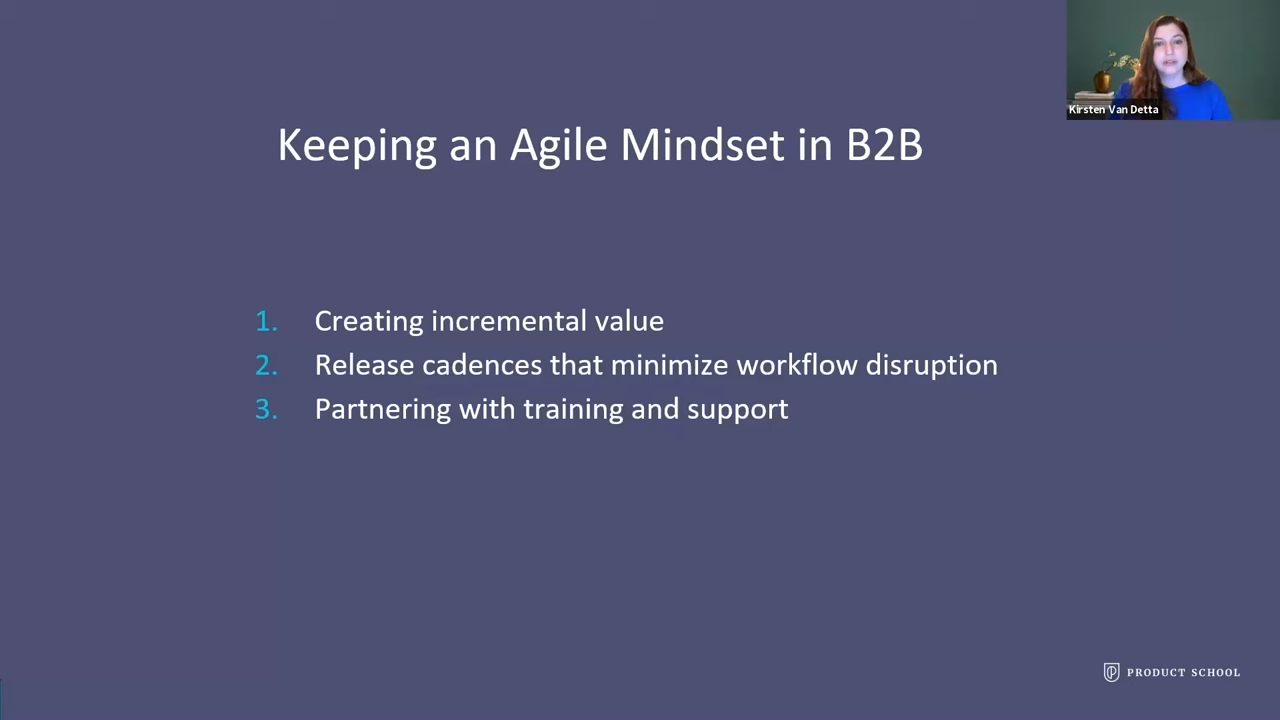 Kirsten Van Detta
Keeping an Agile Mindset in B2B
1. Creating incremental value
2. Release cadences that minimize workflow disruption
3. Partnering with training and support
PRODUCT SCHOOL